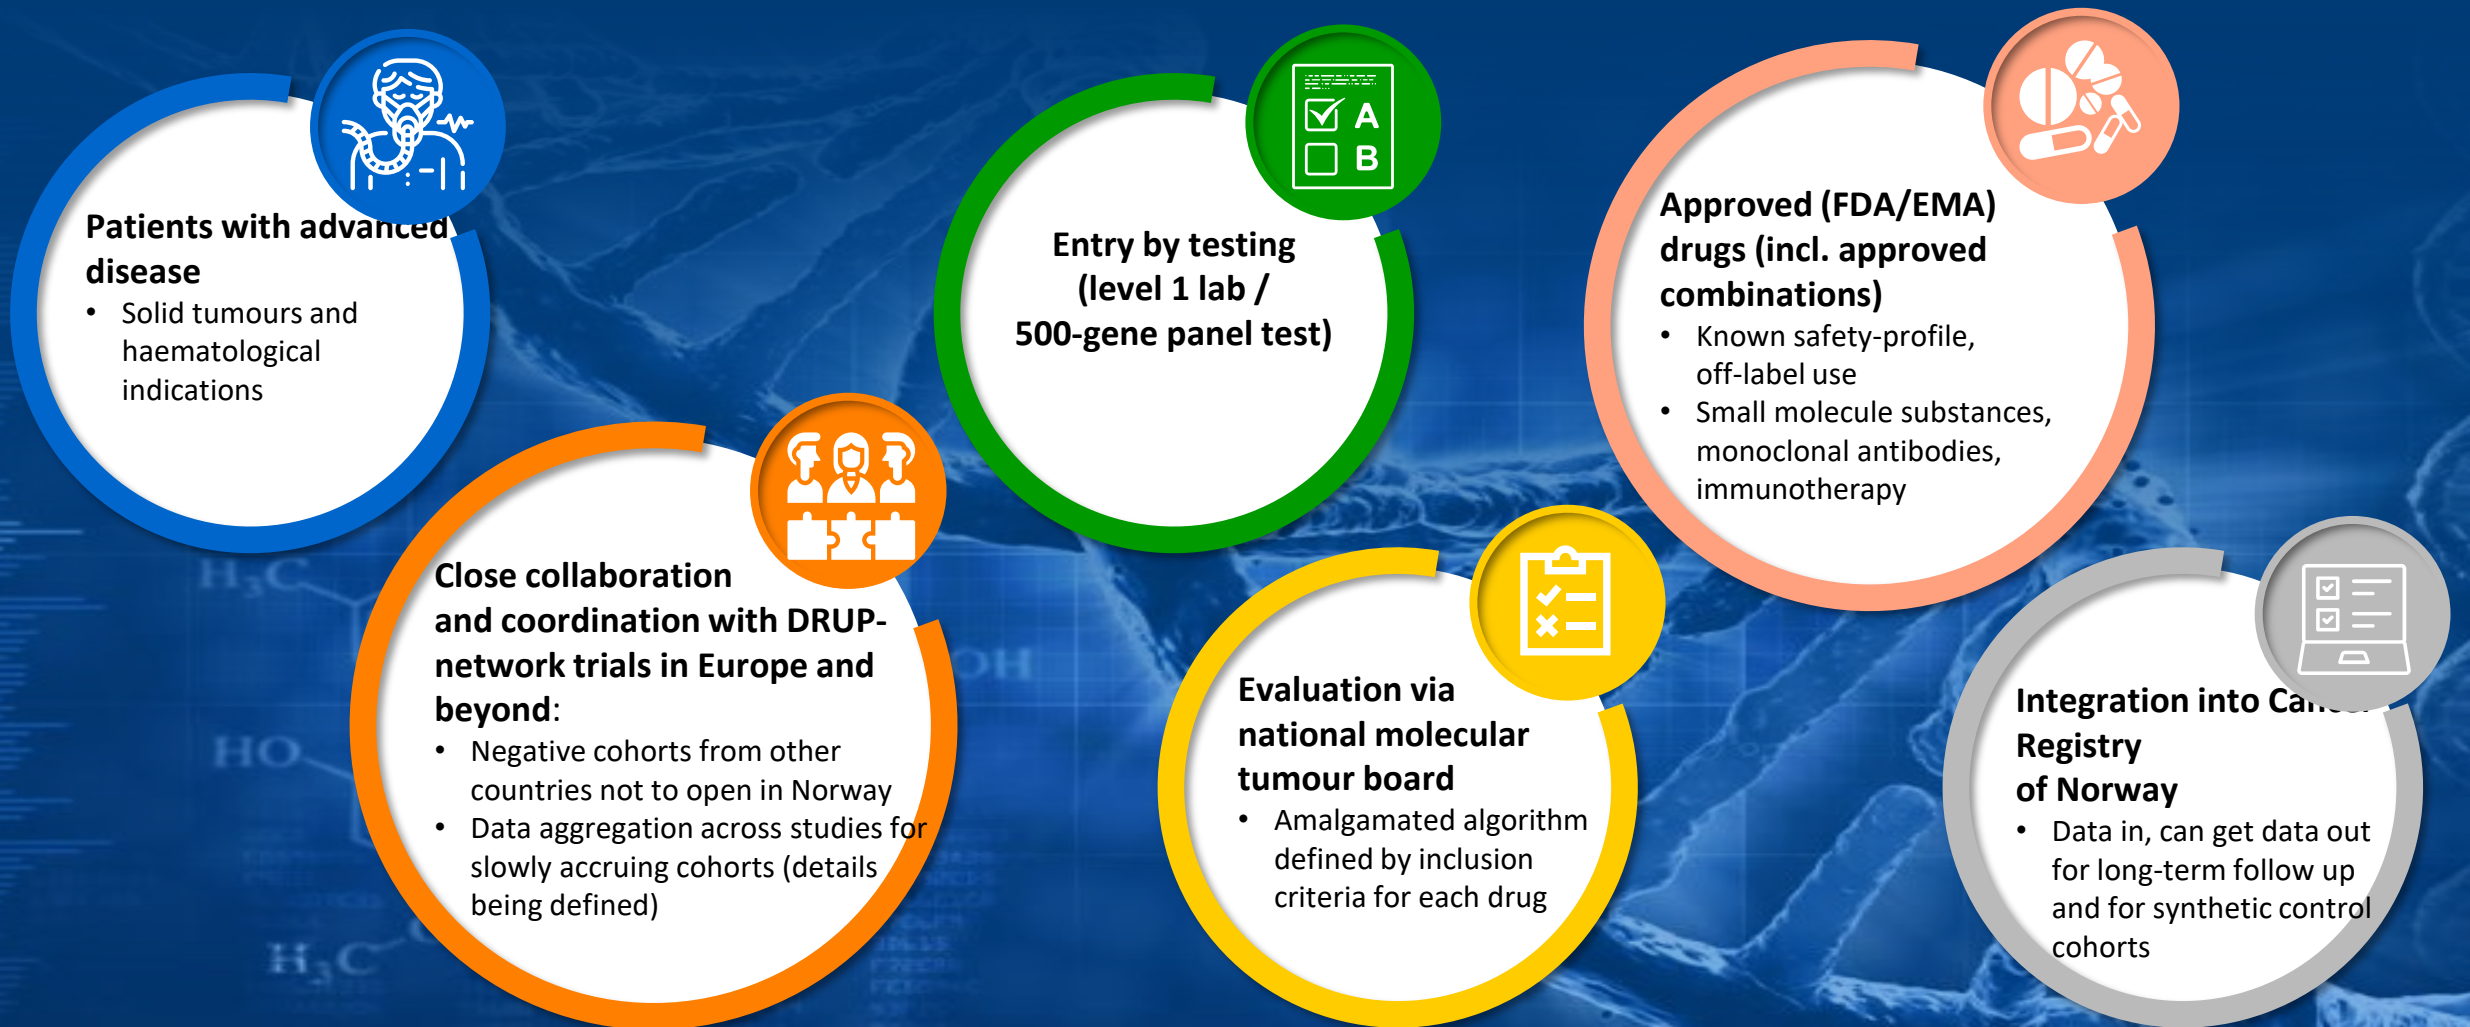 Patients with advanced
disease
• Solid tumours and
haematological
indications
A
B
Entry by testing
(level 1 lab /
500-gene panel test)
Approved (FDA/EMA)
drugs (incl. approved
combinations)
• Known safety-profile,
off-label use
• Small molecule substances,
monoclonal antibodies,
immunotherapy
Close collaboration
and coordination with DRUP-
network trials in Europe and
beyond:
• Negative cohorts from other
countries not to open in Norway
• Data aggregation across studies for
slowly accruing cohorts (details
being defined)
Evaluation via
national molecular
tumour board
• Amalgamated algorithm
defined by inclusion
criteria for each drug
Integration into Cancer
Registry
of Norway
• Data in, can get data out
for long-term follow up
and for synthetic control
cohorts
H₃C
OH
HO
H₃C